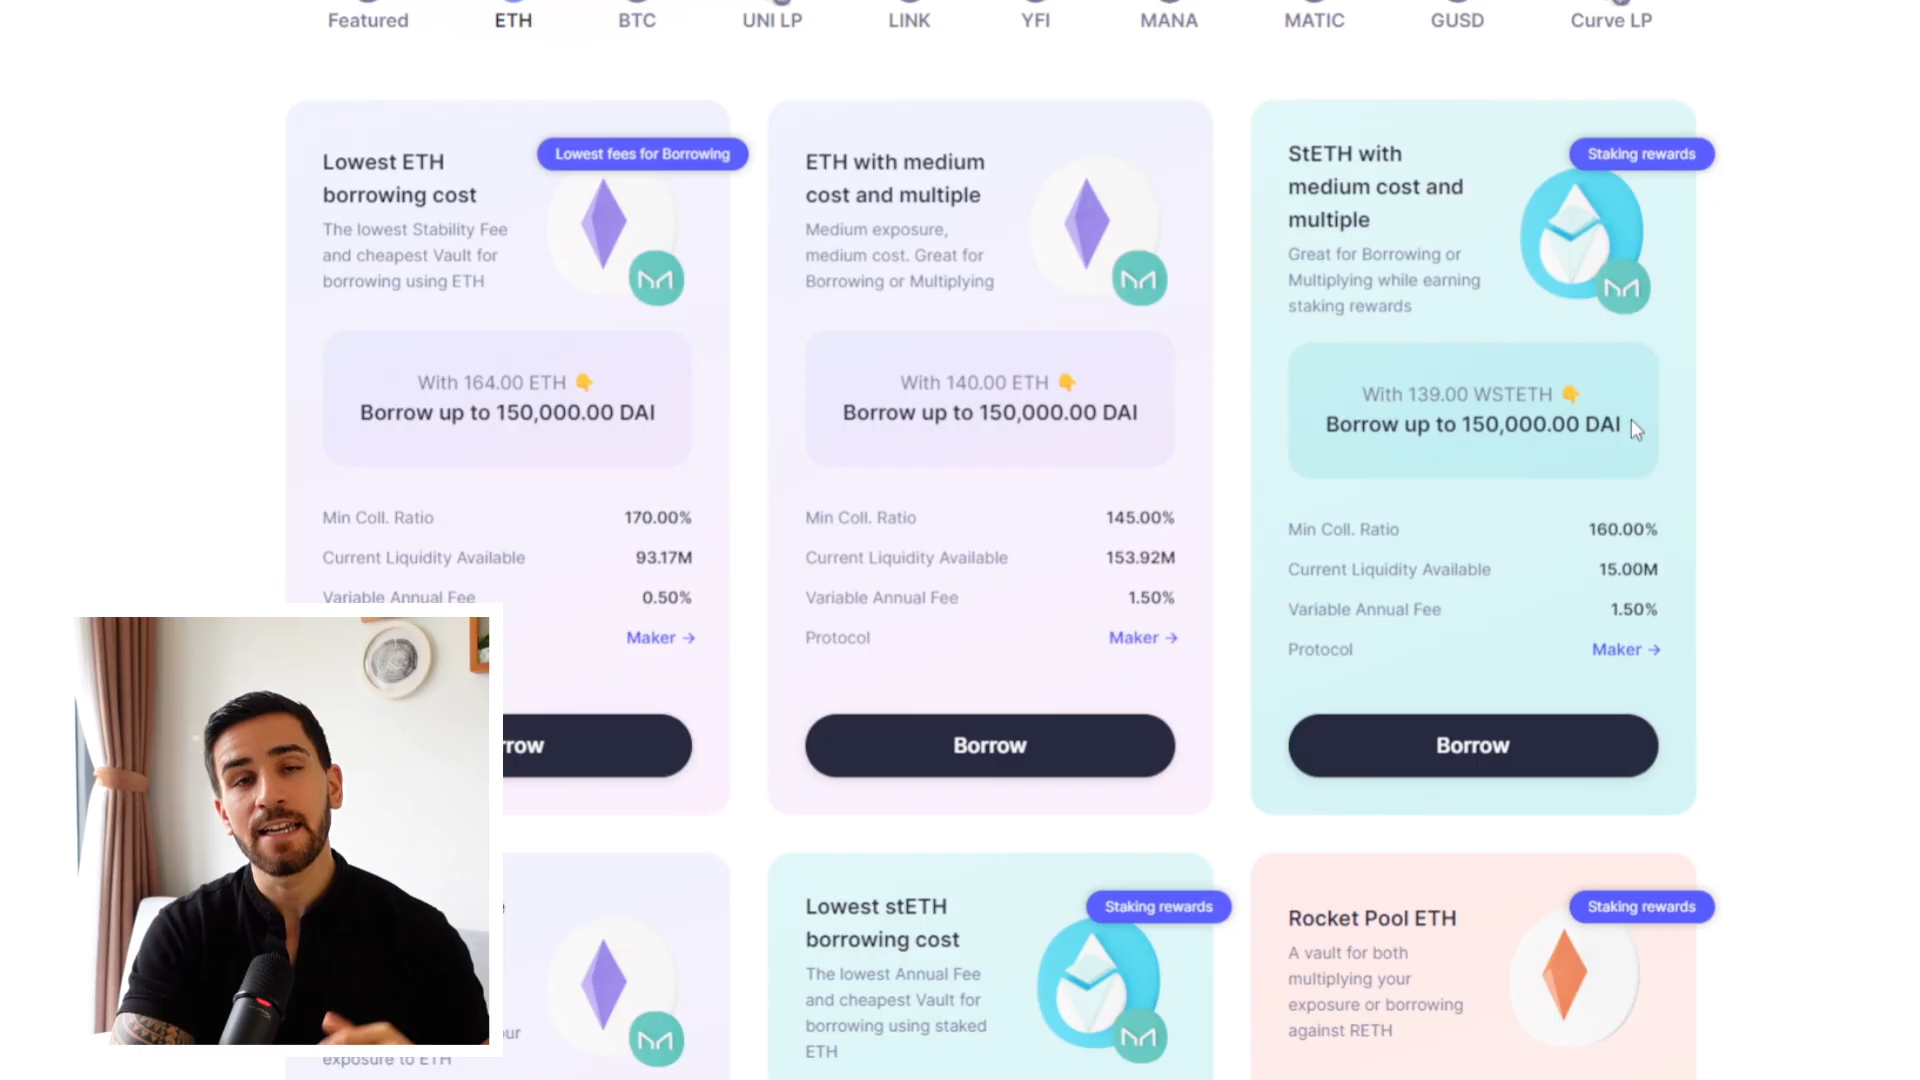 Featured
ETH
BTC
UNI LP
LINK
YFI
MANA
MATIC
GUSD
Curve LP
Lowest ETH
borrowing cost
Lowest fees for Borrowing
The lowest Stability Fee
and cheapest Vault for
borrowing using ETH
With 164.00 ETH 👇
Borrow up to 150,000.00 DAI
Min Coll. Ratio 170.00%
Current Liquidity Available 93.17M
Variable Annual Fee 0.50%
Maker →
rrow
ETH with medium
cost and multiple
Medium exposure,
medium cost. Great for
Borrowing or Multiplying
With 140.00 ETH 👇
Borrow up to 150,000.00 DAI
Min Coll. Ratio 145.00%
Current Liquidity Available 153.92M
Variable Annual Fee 1.50%
Protocol Maker →
Borrow
StETH with
medium cost and
multiple
Staking rewards
Great for Borrowing or
Multiplying while earning
staking rewards
With 139.00 WSTETH 👇
Borrow up to 150,000.00 DAI
Min Coll. Ratio 160.00%
Current Liquidity Available 15.00M
Variable Annual Fee 1.50%
Protocol Maker →
Borrow
exposure to ETH
Lowest stETH
borrowing cost
Staking rewards
The lowest Annual Fee
and cheapest Vault for
borrowing using staked
ETH
Rocket Pool ETH
Staking rewards
A vault for both
multiplying your
exposure or borrowing
against RETH